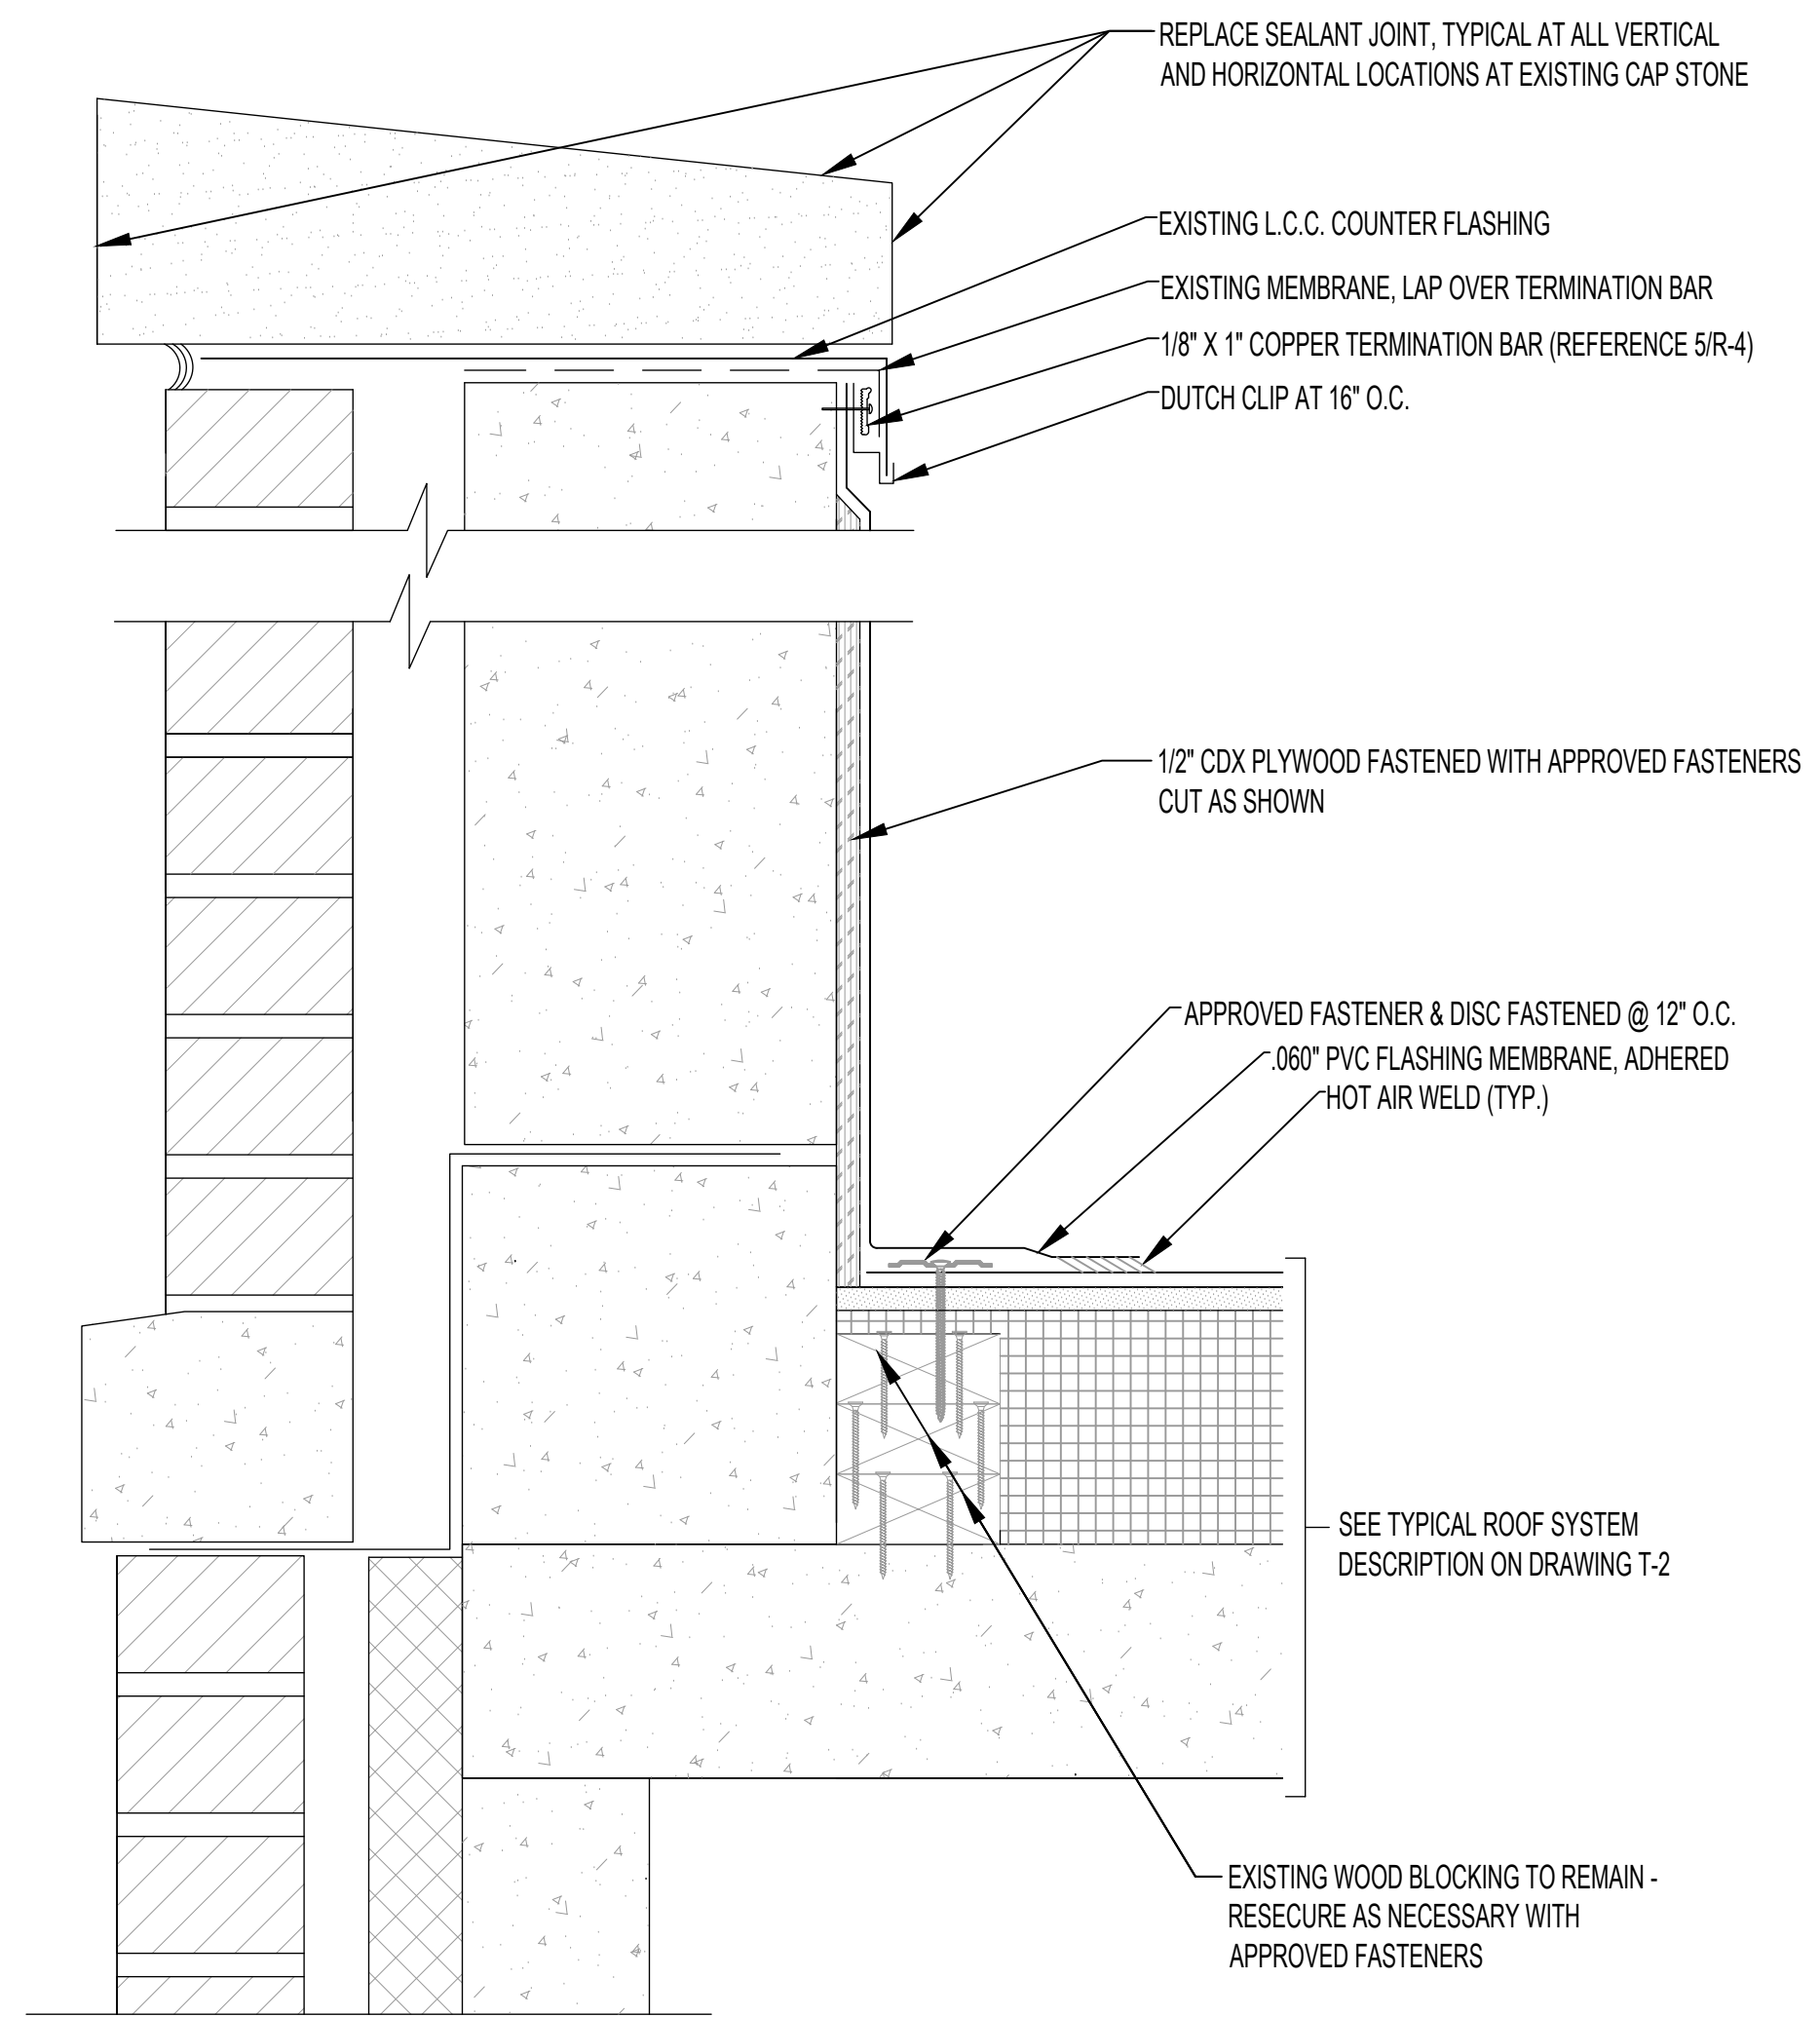 REPLACE SEALANT JOINT, TYPICAL AT ALL VERTICAL
AND HORIZONTAL LOCATIONS AT EXISTING CAP STONE
EXISTING L.C.C. COUNTER FLASHING
EXISTING MEMBRANE, LAP OVER TERMINATION BAR
1/8" X 1" COPPER TERMINATION BAR (REFERENCE 5/R-4)
DUTCH CLIP AT 16" O.C.
1/2" CDX PLYWOOD FASTENED WITH APPROVED FASTENERS
CUT AS SHOWN
APPROVED FASTENER & DISC FASTENED @ 12" O.C.
.060" PVC FLASHING MEMBRANE, ADHERED
HOT AIR WELD (TYP.)
SEE TYPICAL ROOF SYSTEM
DESCRIPTION ON DRAWING T-2
EXISTING WOOD BLOCKING TO REMAIN -
RESECURE AS NECESSARY WITH
APPROVED FASTENERS